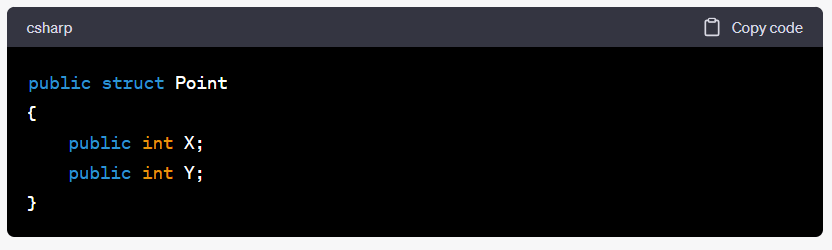 csharp
Copy code
public struct Point
{
    public int X;
    public int Y;
}